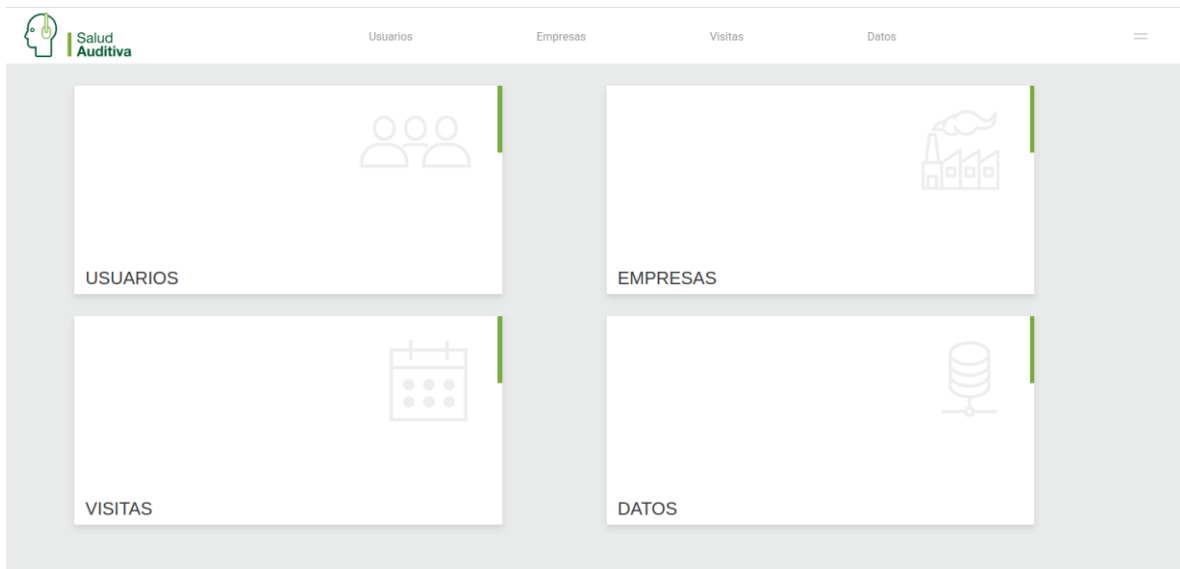 Salud
Auditiva
Usuarios Empresas Visitas Datos
USUARIOS
EMPRESAS
VISITAS
DATOS